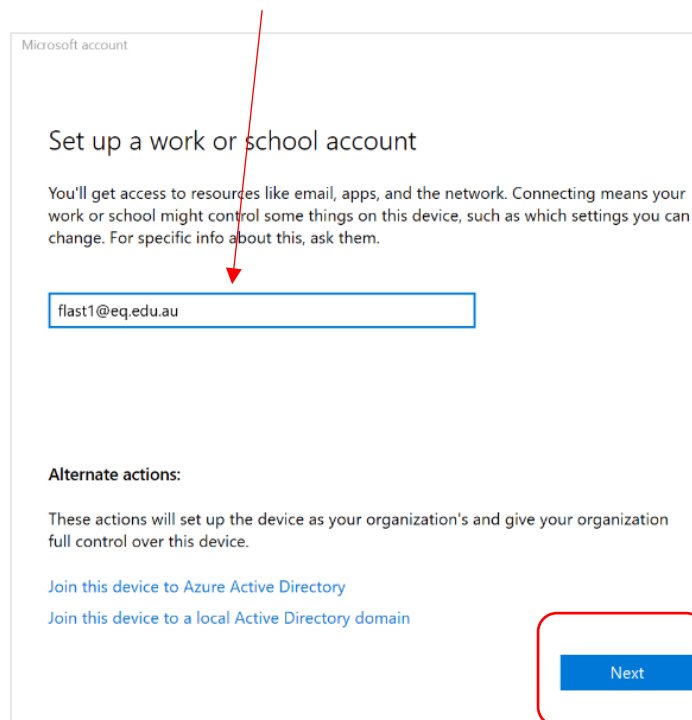 Microsoft account
Set up a work or school account
You'll get access to resources like email, apps, and the network. Connecting means your
work or school might control some things on this device, such as which settings you can
change. For specific info about this, ask them.
flast1@eq.edu.au
Alternate actions:
These actions will set up the device as your organization's and give your organization
full control over this device.
Join this device to Azure Active Directory
Join this device to a local Active Directory domain
Next